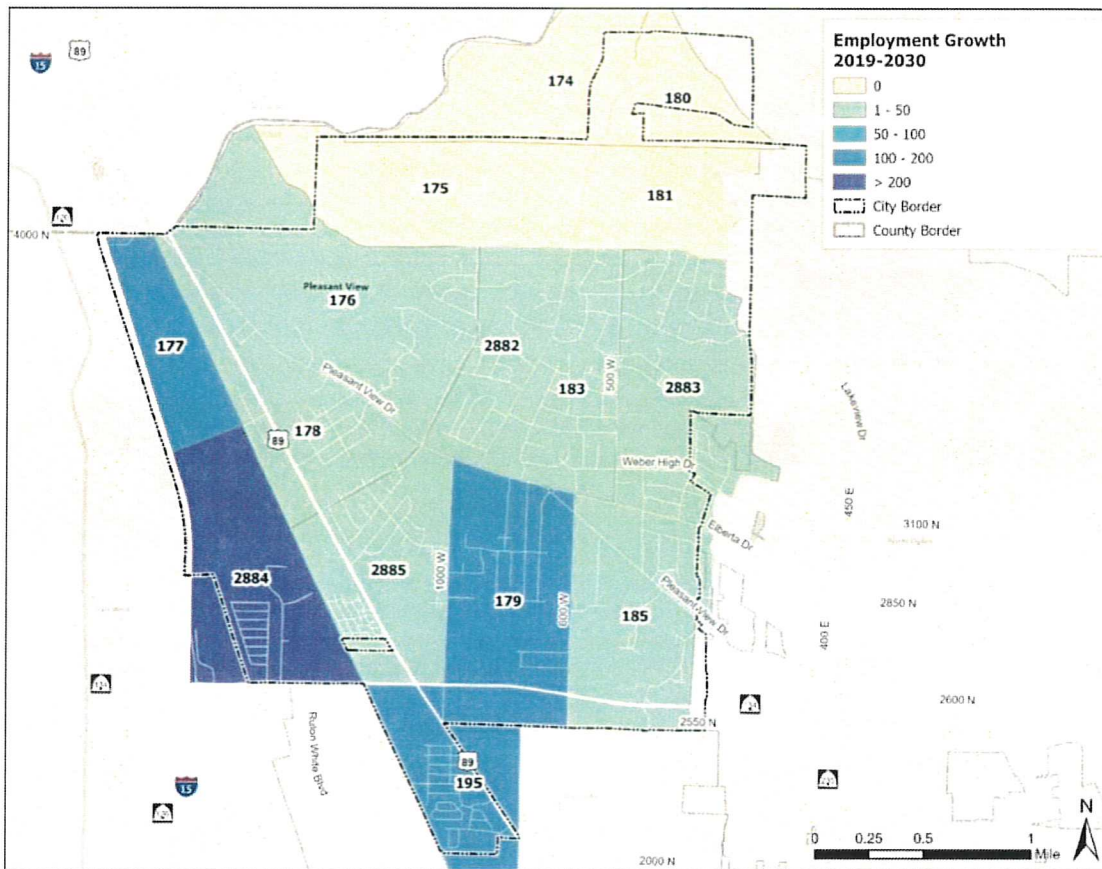 89
15
Employment Growth
2019-2030
0
1 - 50
50 - 100
100 - 200
> 200
City Border
County Border
174
180
175
181
4000 N
Pleasant View
176
177
2882
183
500 W
2883
Pleasant View Dr
Lakeview Dr
89
178
Weber High Dr
450 E
3100 N
Elberta Dr
2884
2885
1000 W
179
600 W
185
Pleasant View Dr
2850 N
400 E
2600 N
2550 N
Rulon White Blvd
89
195
15
2000 N
0 0.25 0.5 1
Mile
N